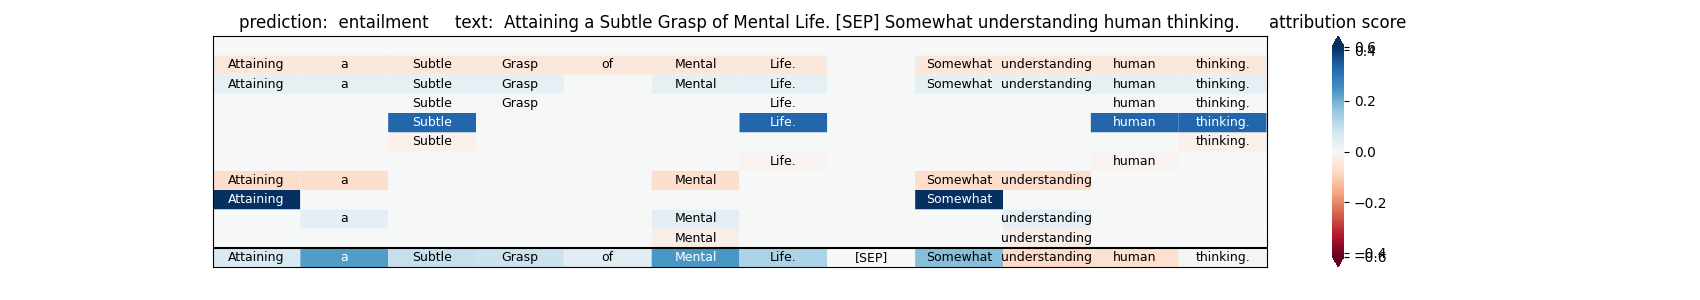 prediction:  entailment     text:  Attaining a Subtle Grasp of Mental Life. [SEP] Somewhat understanding human thinking.     attribution score
Attaining a Subtle Grasp of Mental Life. Somewhat understanding human thinking.
Attaining a Subtle Grasp Mental Life. Somewhat understanding human thinking.
Subtle Grasp Life. human thinking.
Subtle Life. human thinking.
Subtle thinking.
Life. human
Attaining a Mental Somewhat understanding
Attaining Somewhat
a Mental understanding
Mental understanding
Attaining a Subtle Grasp of Mental Life. [SEP] Somewhat understanding human thinking.
0.6
0.4
0.2
0.0
−0.2
−0.4
−0.6